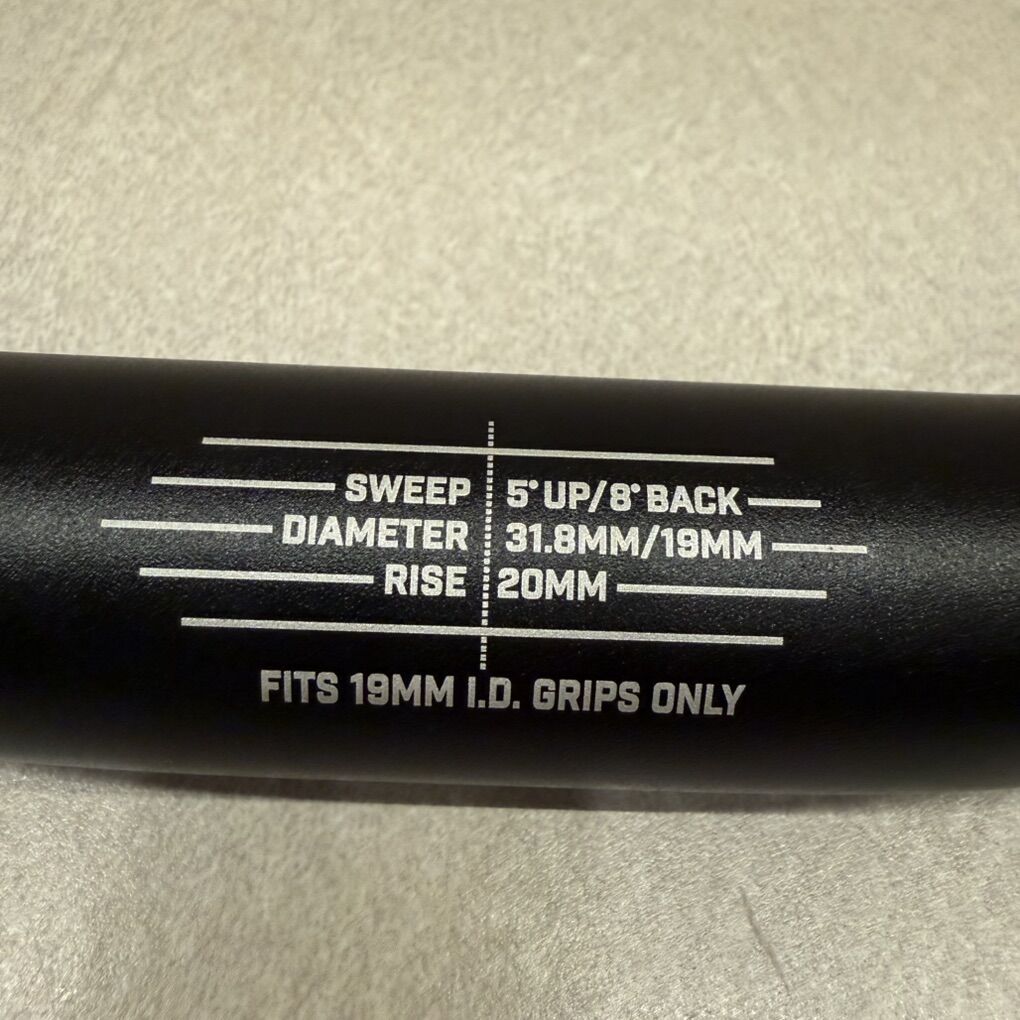 SWEEP 5° UP/8° BACK
DIAMETER 31.8MM/19MM
RISE 20MM
FITS 19MM I.D. GRIPS ONLY